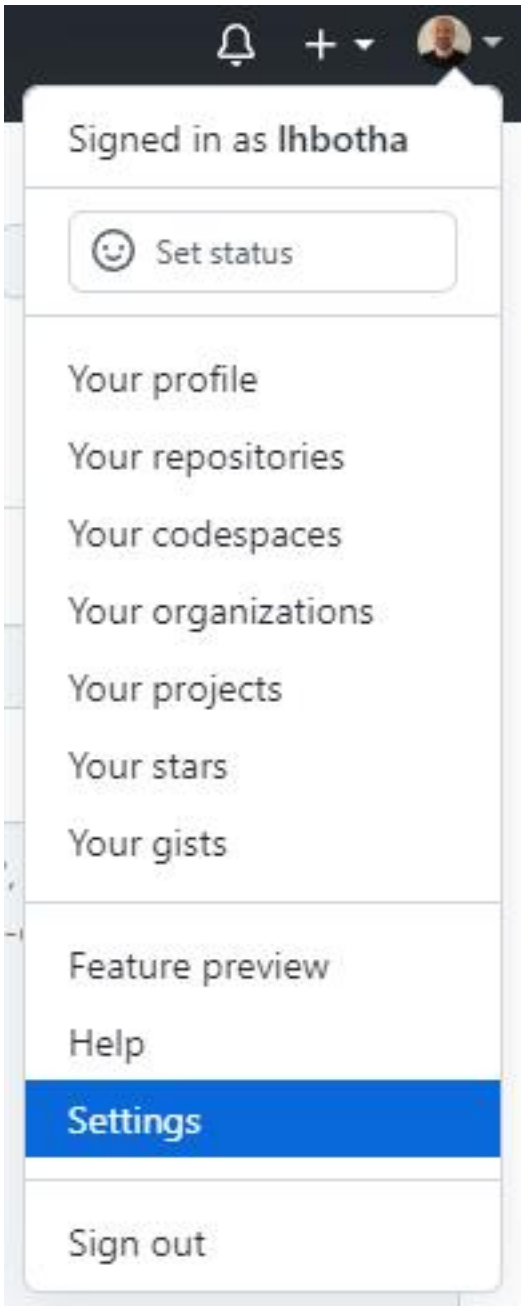 Signed in as lhbotha
Set status
Your profile
Your repositories
Your codespaces
Your organizations
Your projects
Your stars
Your gists
Feature preview
Help
Settings
Sign out